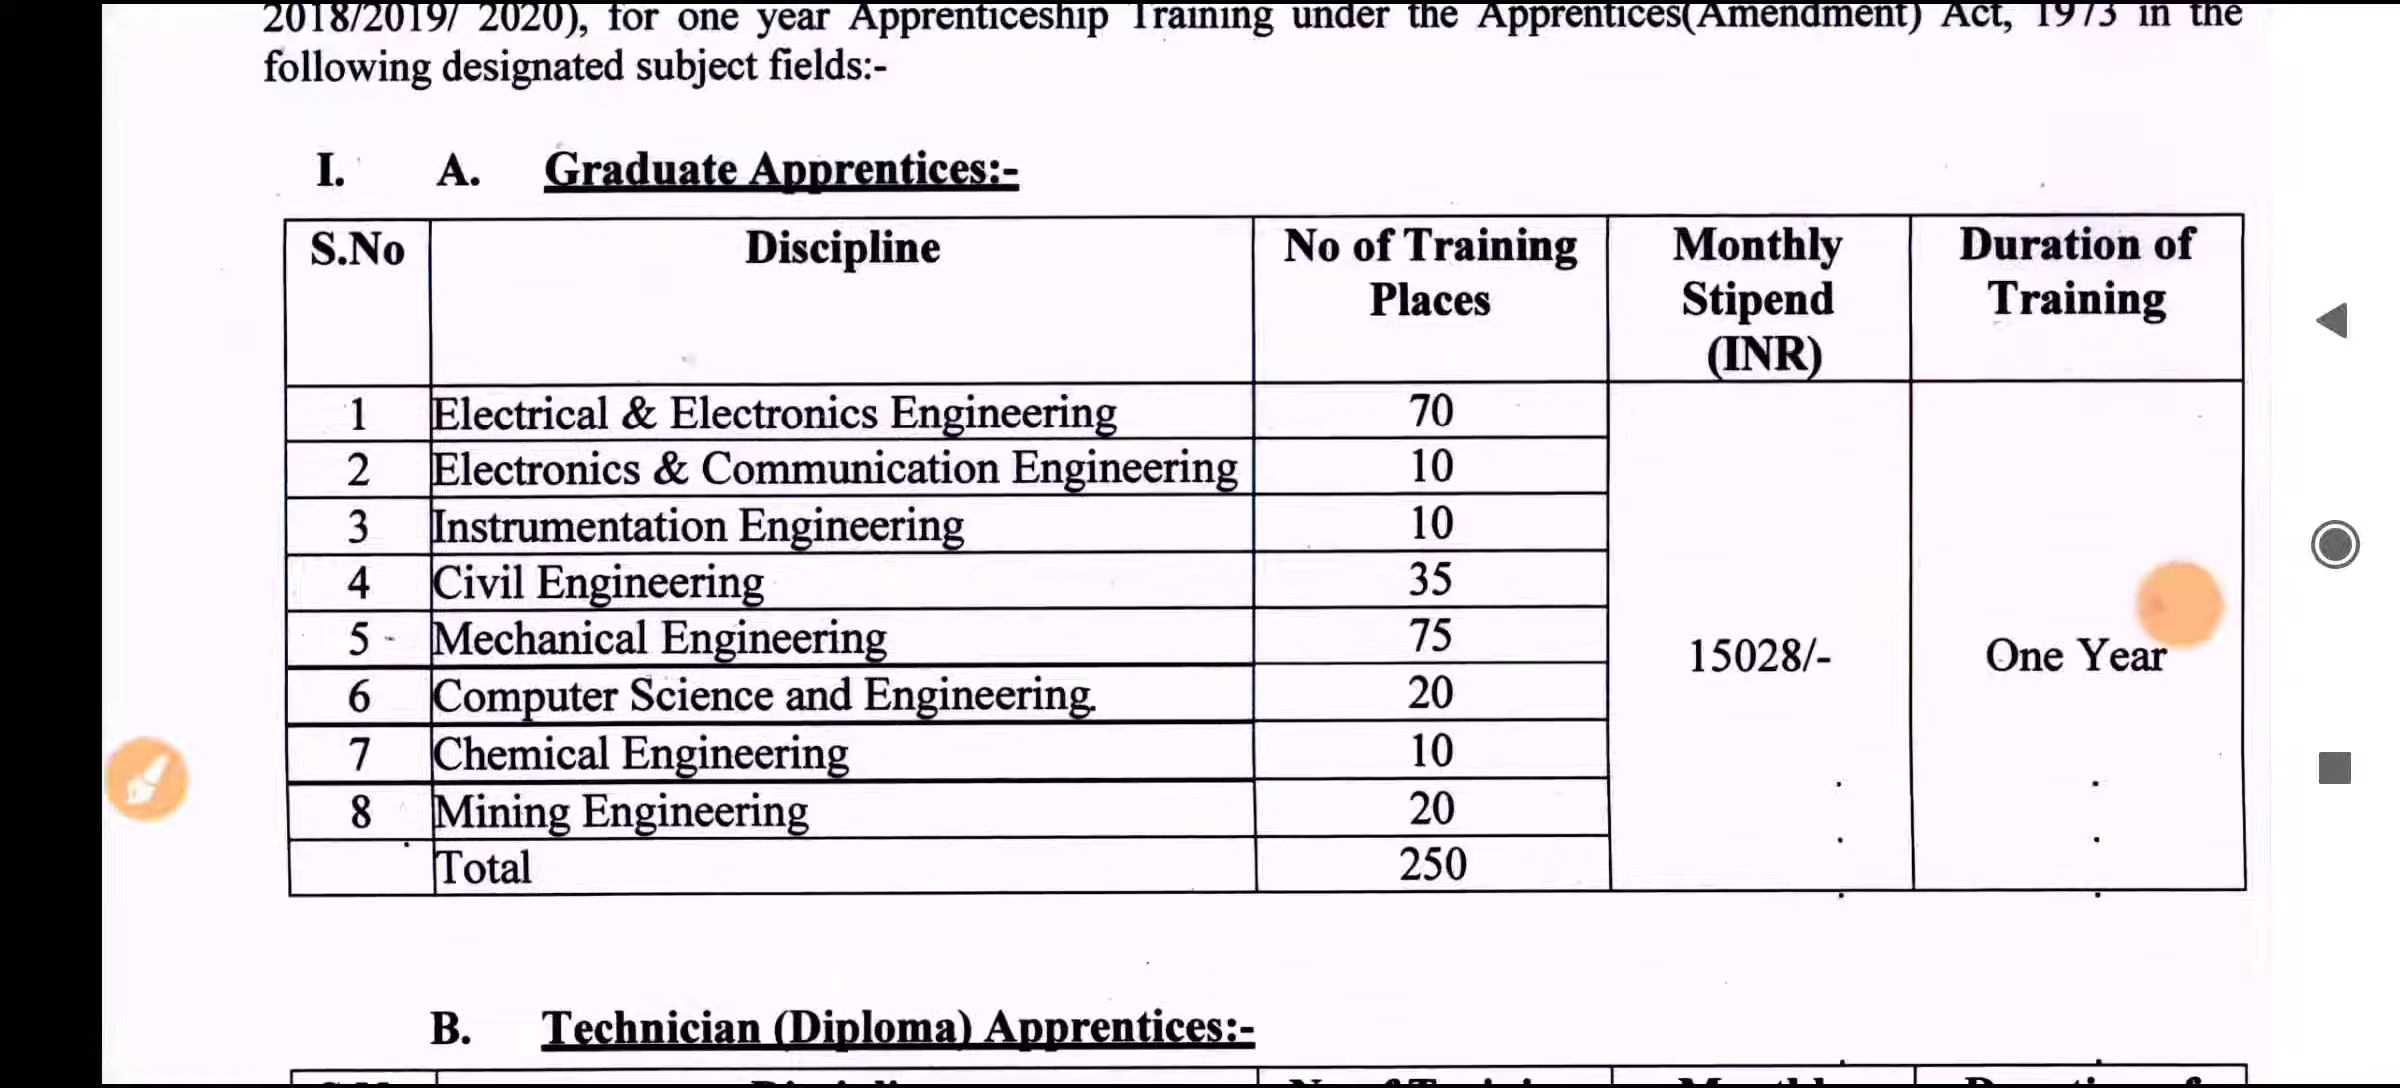 2018/2019/ 2020), for one year Apprenticeship Training under the Apprentices(Amendment) Act, 1973 in the
following designated subject fields:-
I. A. Graduate Apprentices:-
S.No Discipline No of Training Places Monthly Stipend (INR) Duration of Training
1 Electrical & Electronics Engineering 70
2 Electronics & Communication Engineering 10
3 Instrumentation Engineering 10
4 Civil Engineering 35
5 - Mechanical Engineering 75
15028/- One Year
6 Computer Science and Engineering. 20
7 Chemical Engineering 10
8 Mining Engineering 20
Total 250
B. Technician (Diploma) Apprentices:-